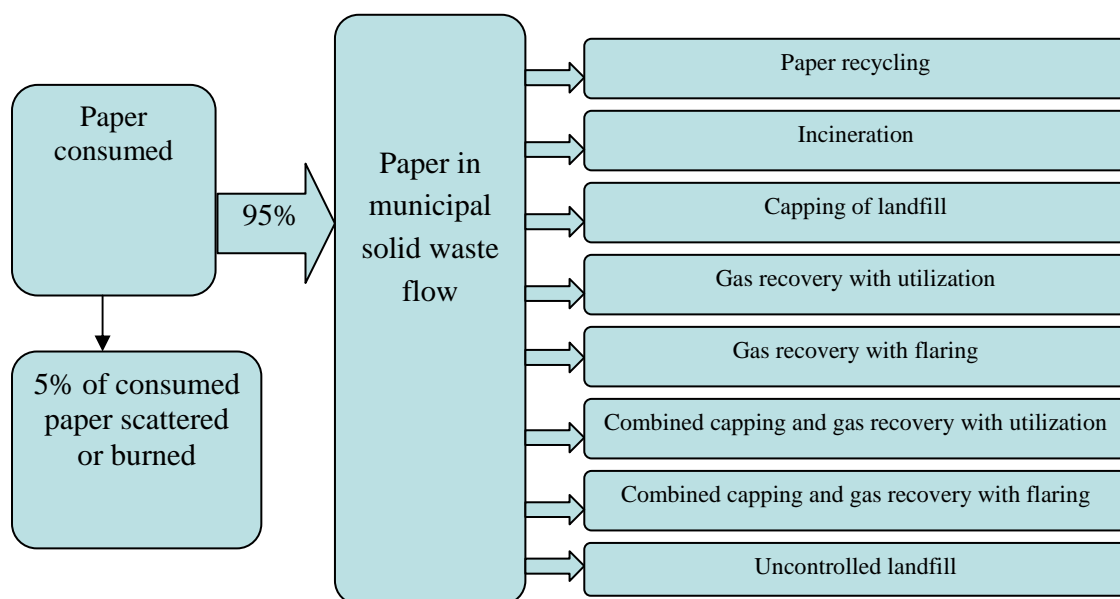 Paper
consumed
95%
5% of consumed
paper scattered
or burned
Paper in
municipal
solid waste
flow
Paper recycling
Incineration
Capping of landfill
Gas recovery with utilization
Gas recovery with flaring
Combined capping and gas recovery with utilization
Combined capping and gas recovery with flaring
Uncontrolled landfill